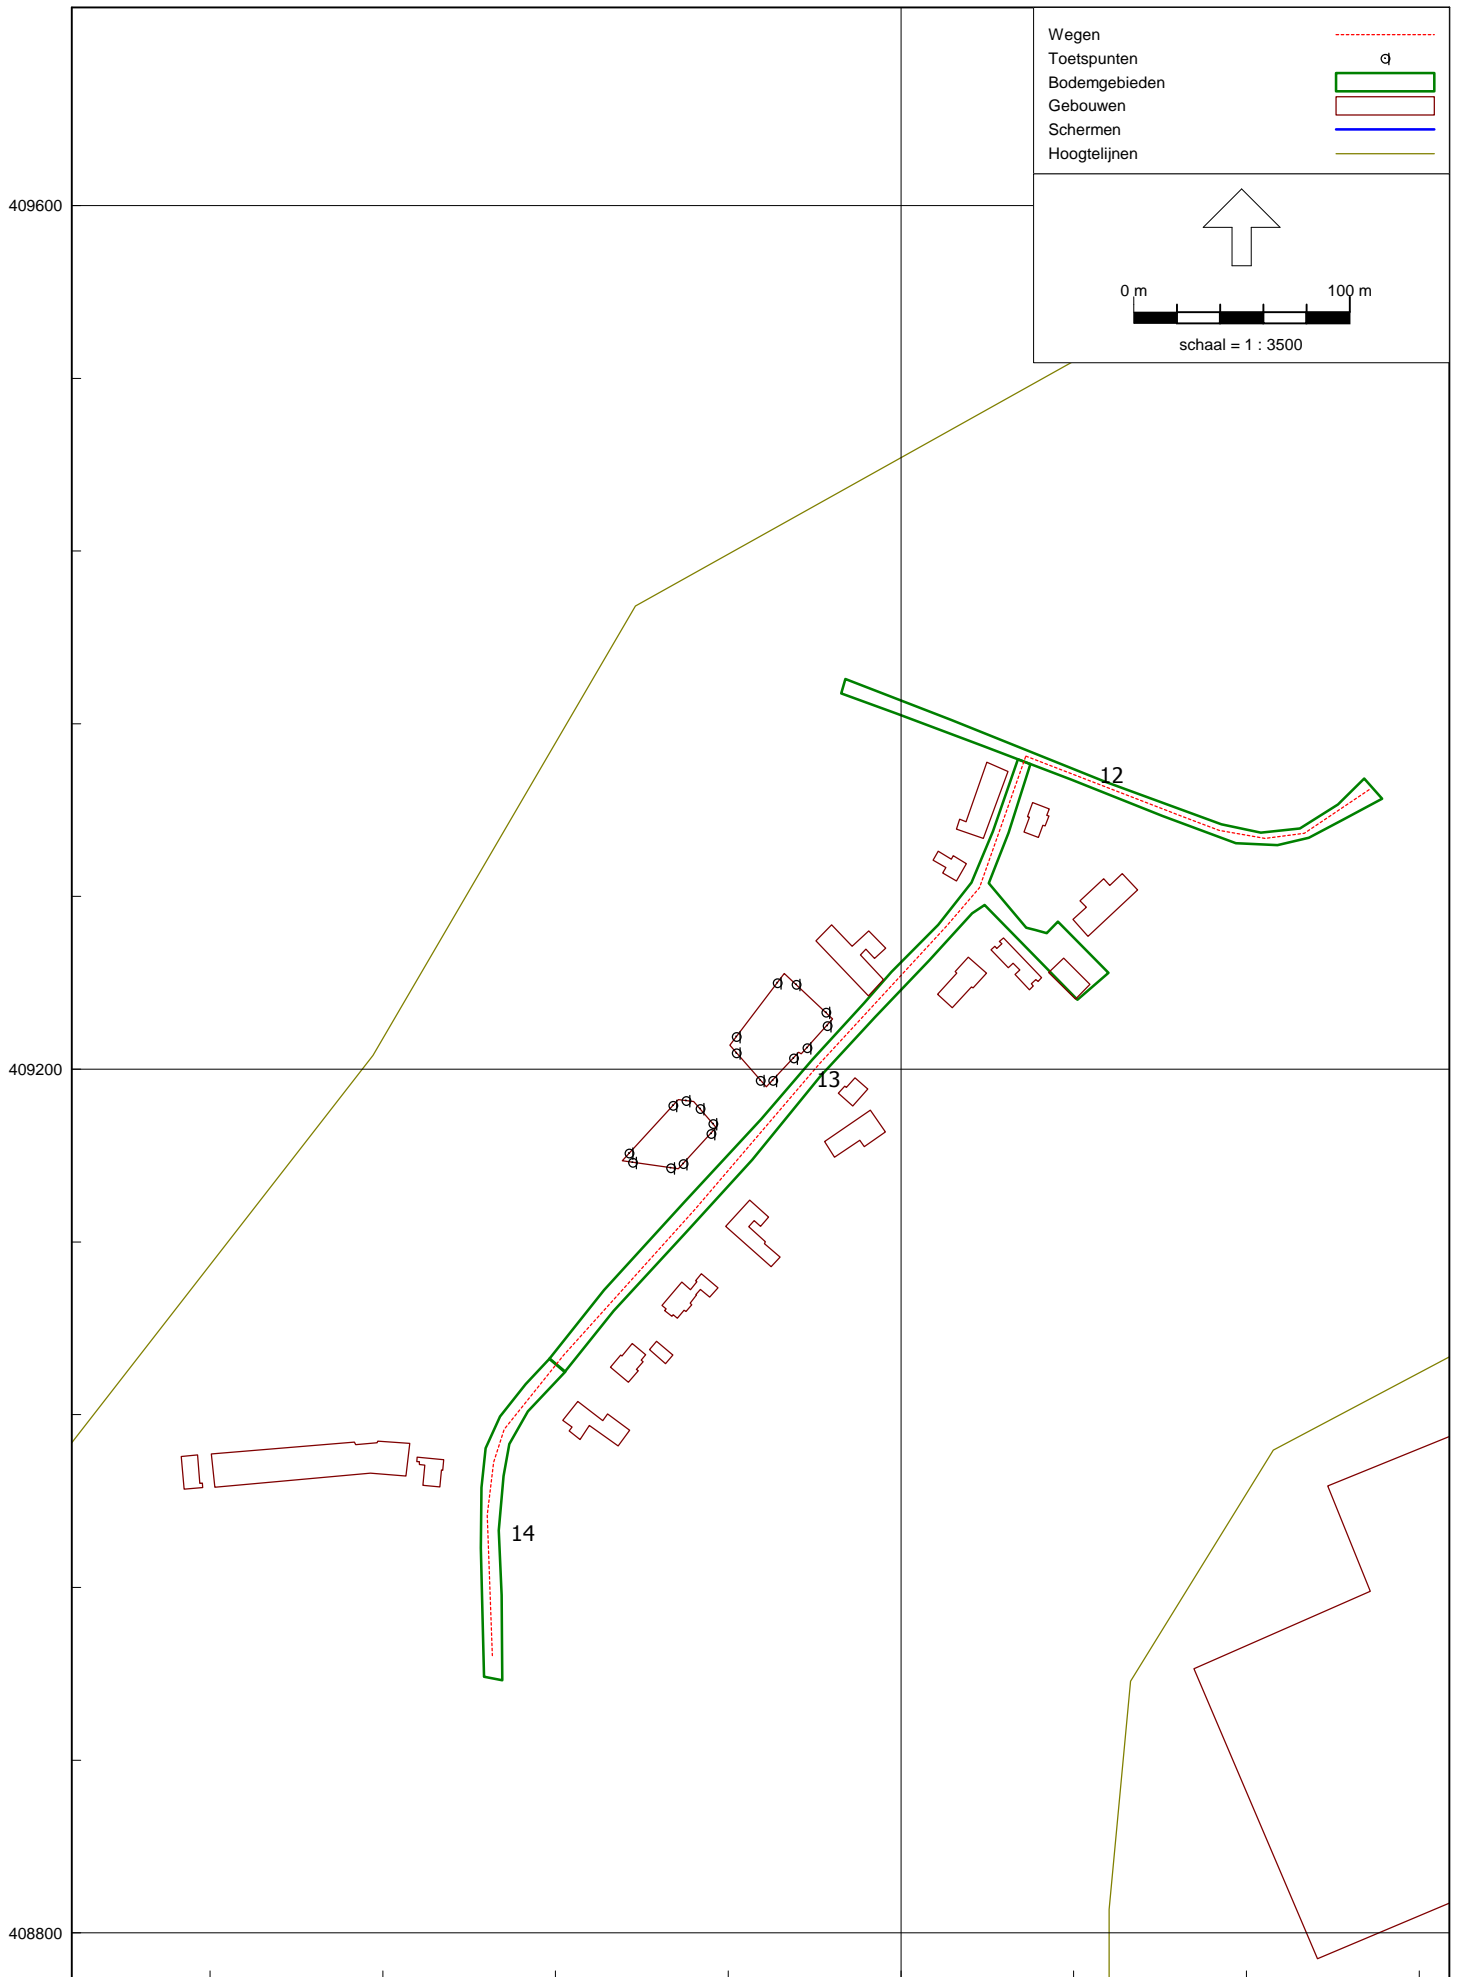 Wegen
Toetspunten
Bodemgebieden
Gebouwen
Schermen
Hoogtelijnen
409600
0 m 100 m
schaal = 1 : 3500
12
409200
13
14
408800